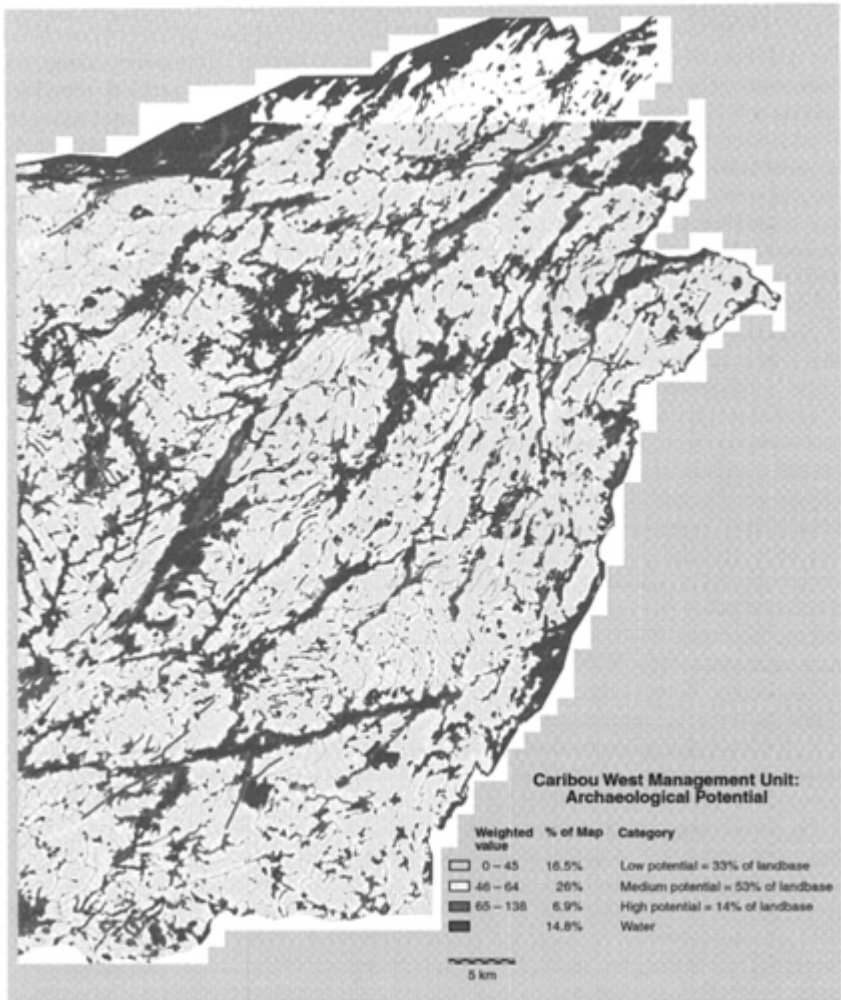 Caribou West Management Unit:
Archaeological Potential
Weighted value % of Map Category
0 – 45 16.5% Low potential = 33% of landbase
46 – 64 26% Medium potential = 53% of landbase
65 – 138 6.9% High potential = 14% of landbase
14.8% Water
5 km